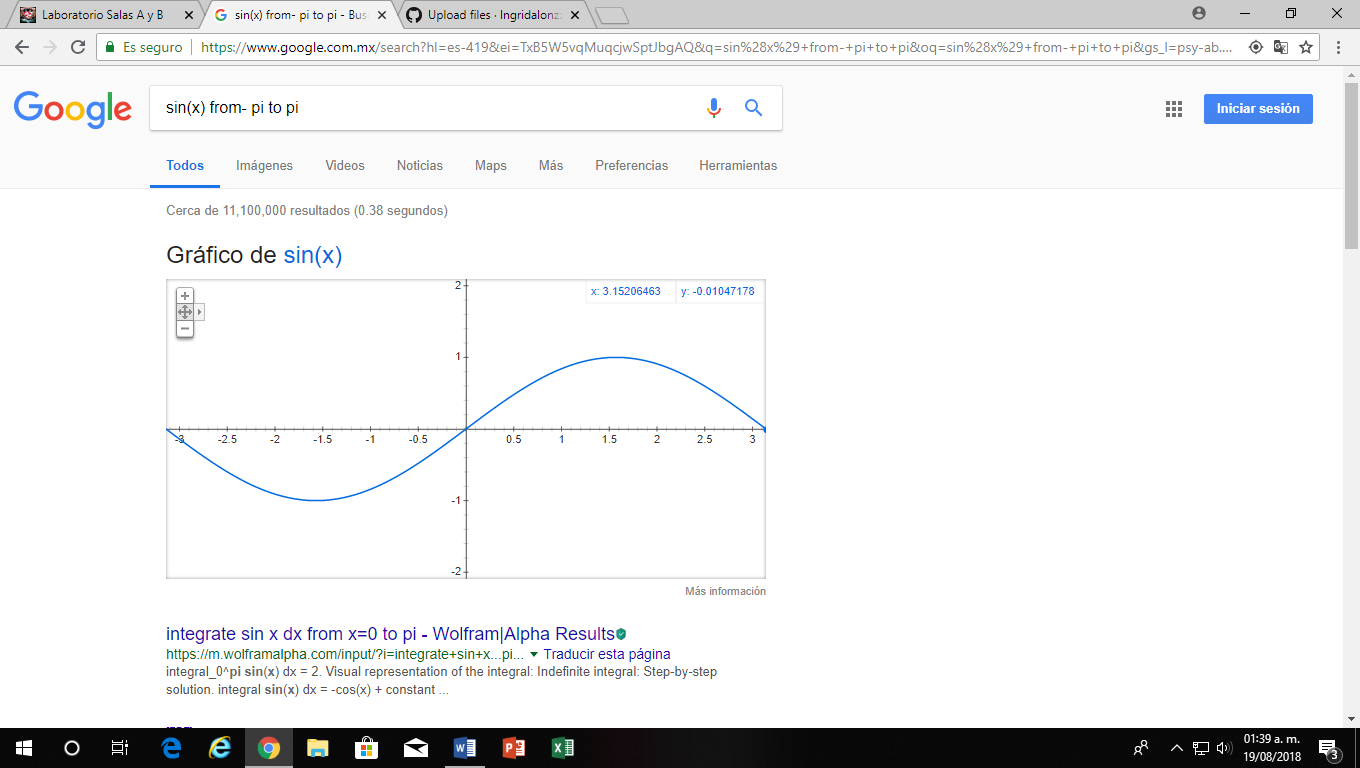 Laboratorio Salas A y B
sin(x) from- pi to pi - Bus
Upload files · Ingridalonz
Es seguro
https://www.google.com.mx/search?hl=es-419&ei=TxB5W5vqMuqcjwSptJbgAQ&q=sin%28x%29+from-+pi+to+pi&oq=sin%28x%29+from-+pi+to+pi&gs_l=psy-ab....
Google
sin(x) from- pi to pi
Iniciar sesión
Todos
Imágenes
Videos
Noticias
Maps
Más
Preferencias
Herramientas
Cerca de 11,100,000 resultados (0.38 segundos)
Gráfico de sin(x)
x: 3.15206463
y: -0.01047178
2
1
-3 -2.5 -2 -1.5 -1 -0.5 0.5 1 1.5 2 2.5 3
-1
-2
Más información
integrate sin x dx from x=0 to pi - Wolfram|Alpha Results
https://m.wolframalpha.com/input/?i=integrate+sin+x...pi... Traducir esta página
integral_0^pi sin(x) dx = 2. Visual representation of the integral: Indefinite integral: Step-by-step
solution. integral sin(x) dx = -cos(x) + constant ...
01:39 a. m.
19/08/2018
3